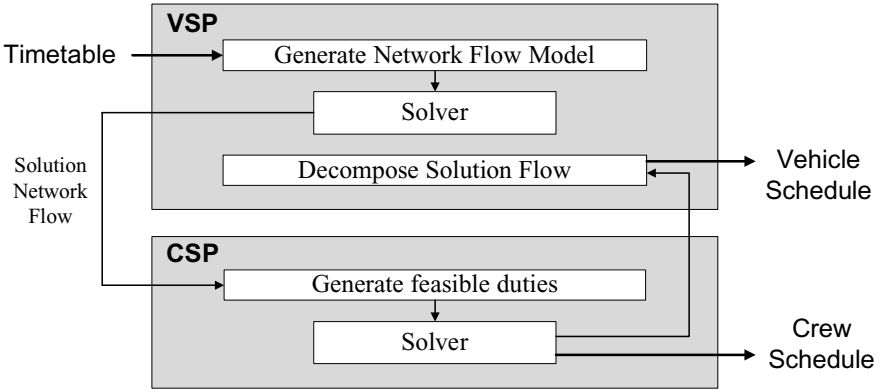 VSP
Timetable
Generate Network Flow Model
Solver
Decompose Solution Flow
Vehicle
Schedule
Solution
Network
Flow
CSP
Generate feasible duties
Solver
Crew
Schedule